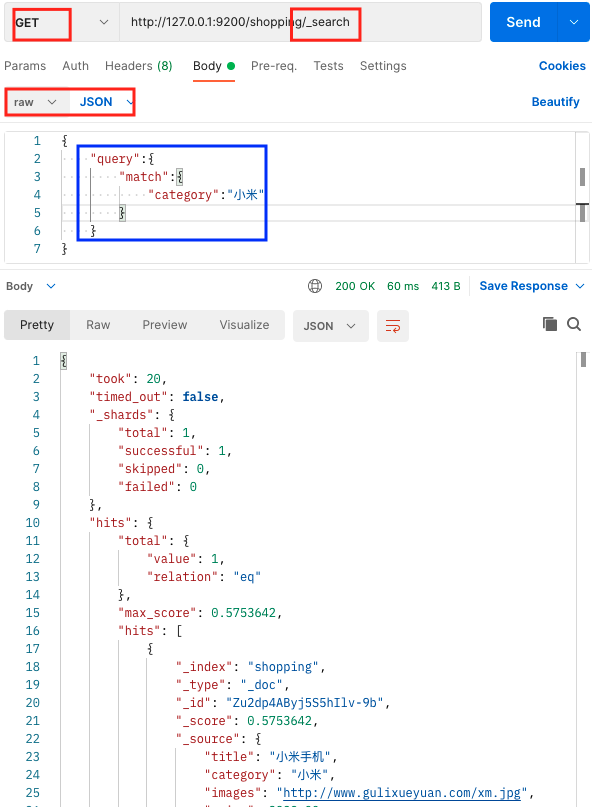 GET http://127.0.0.1:9200/shopping/_search Send
Params Auth Headers (8) Body Pre-req. Tests Settings Cookies
raw JSON Beautify
1 {
2 "query":{
3 "match":{
4 "category":"小米"
5 }
6 }
7 }
Body 200 OK 60 ms 413 B Save Response
Pretty Raw Preview Visualize JSON
1 {
2 "took": 20,
3 "timed_out": false,
4 "_shards": {
5 "total": 1,
6 "successful": 1,
7 "skipped": 0,
8 "failed": 0
9 },
10 "hits": {
11 "total": {
12 "value": 1,
13 "relation": "eq"
14 },
15 "max_score": 0.5753642,
16 "hits": [
17 {
18 "_index": "shopping",
19 "_type": "_doc",
20 "_id": "Zu2dp4AByj5S5hIlv-9b",
21 "_score": 0.5753642,
22 "_source": {
23 "title": "小米手机",
24 "category": "小米",
25 "images": "http://www.gulixueyuan.com/xm.jpg",